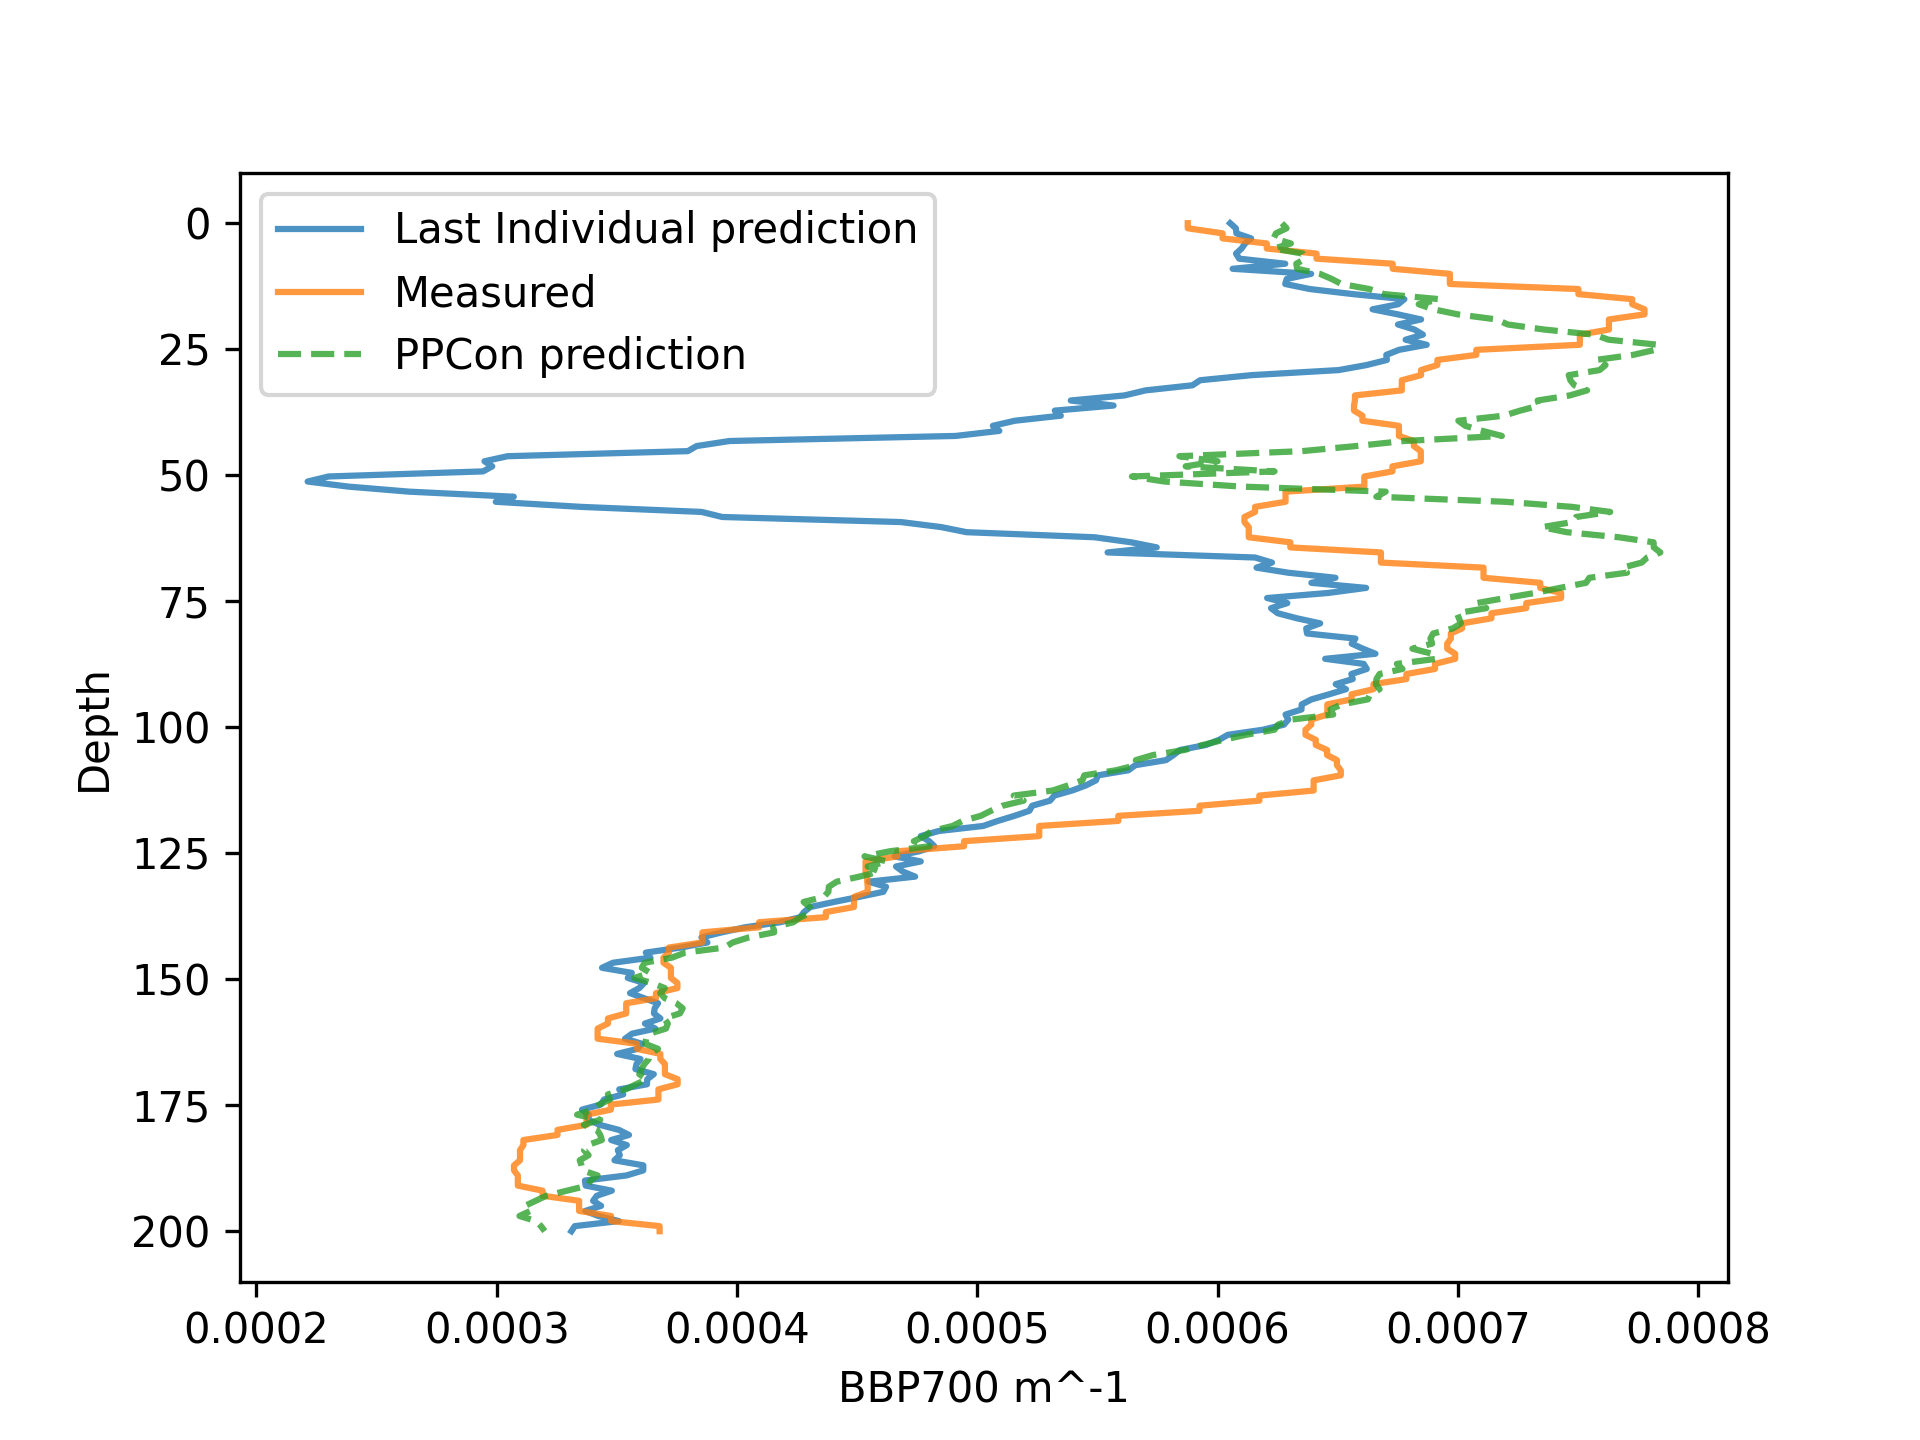 Last Individual prediction
Measured
PPCon prediction
0
25
50
75
100
125
150
175
200
Depth
0.0002 0.0003 0.0004 0.0005 0.0006 0.0007 0.0008
BBP700 m^-1